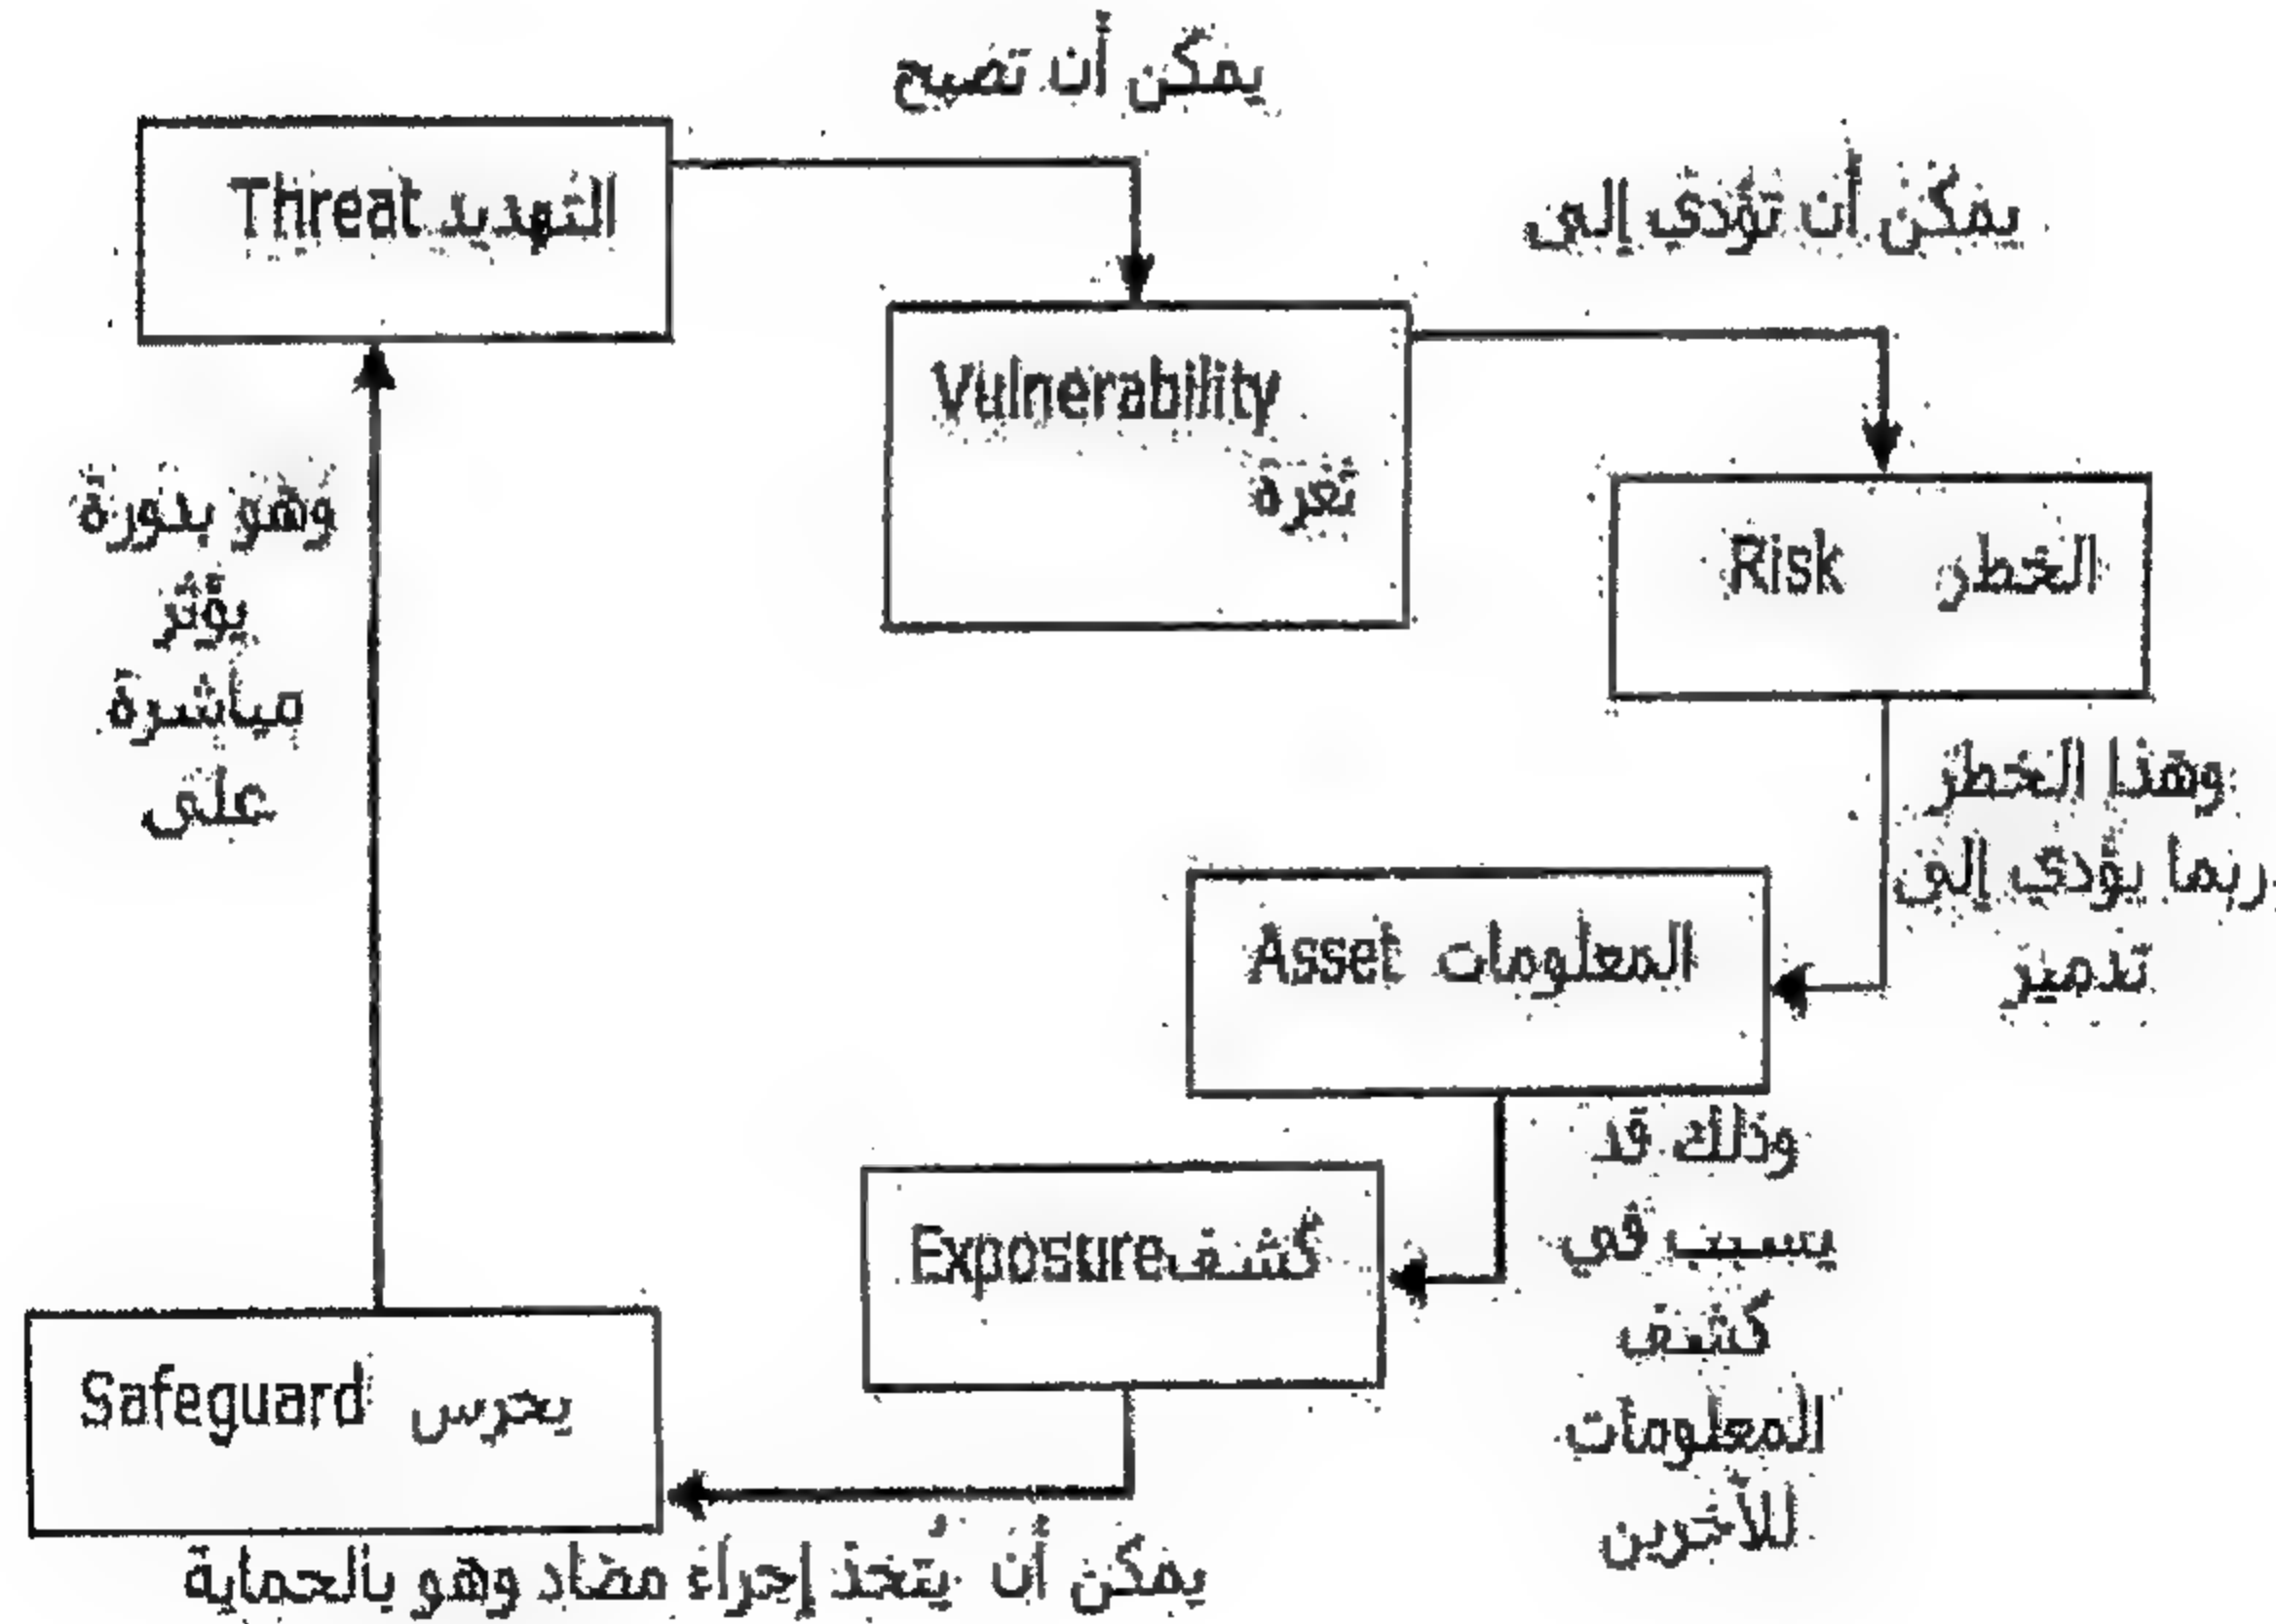 يمكن أن تصبح
التهديد Threat
يمكن أن تؤدي إلى
Vulnerability
ثغرة
الخطر Risk
وهو بدورة
يؤثر
مباشرة
على
وهذا الخطر
ربما يؤدي إلى
تدمير
المعلومات Asset
وذلك قد
يسبب في
كشف
المعلومات
للآخرين
كشف Exposure
يحرس Safeguard
يمكن أن يُتخذ إجراء مضاد وهو بالحماية